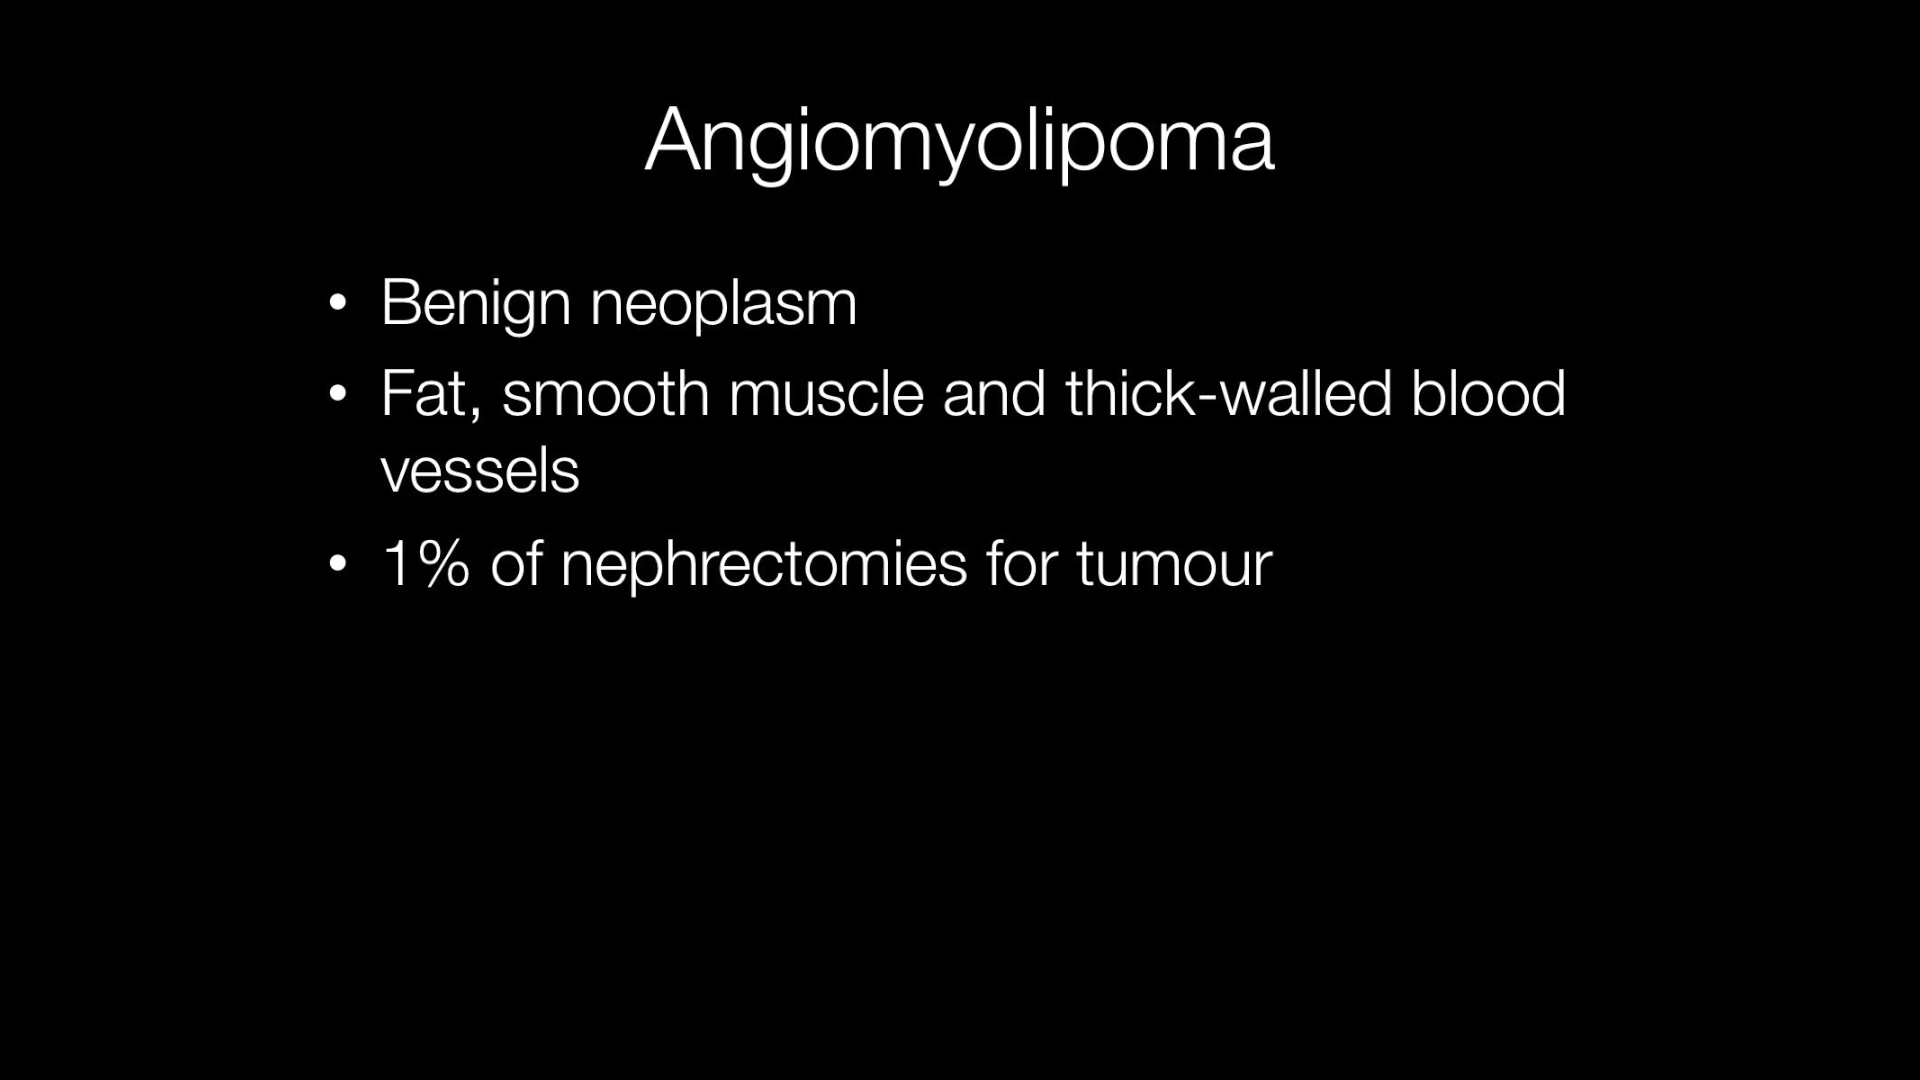 Angiomyolipoma
• Benign neoplasm
• Fat, smooth muscle and thick-walled blood
vessels
• 1% of nephrectomies for tumour